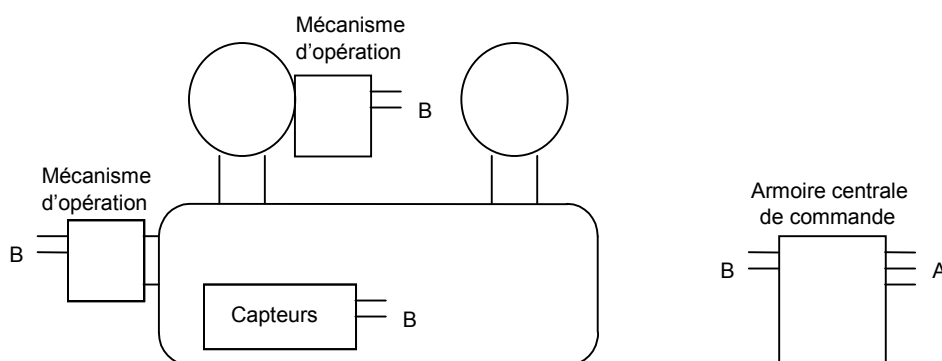 Mécanisme
d’opération
B
Mécanisme
d’opération
B
Capteurs
B
Armoire centrale
de commande
B
A